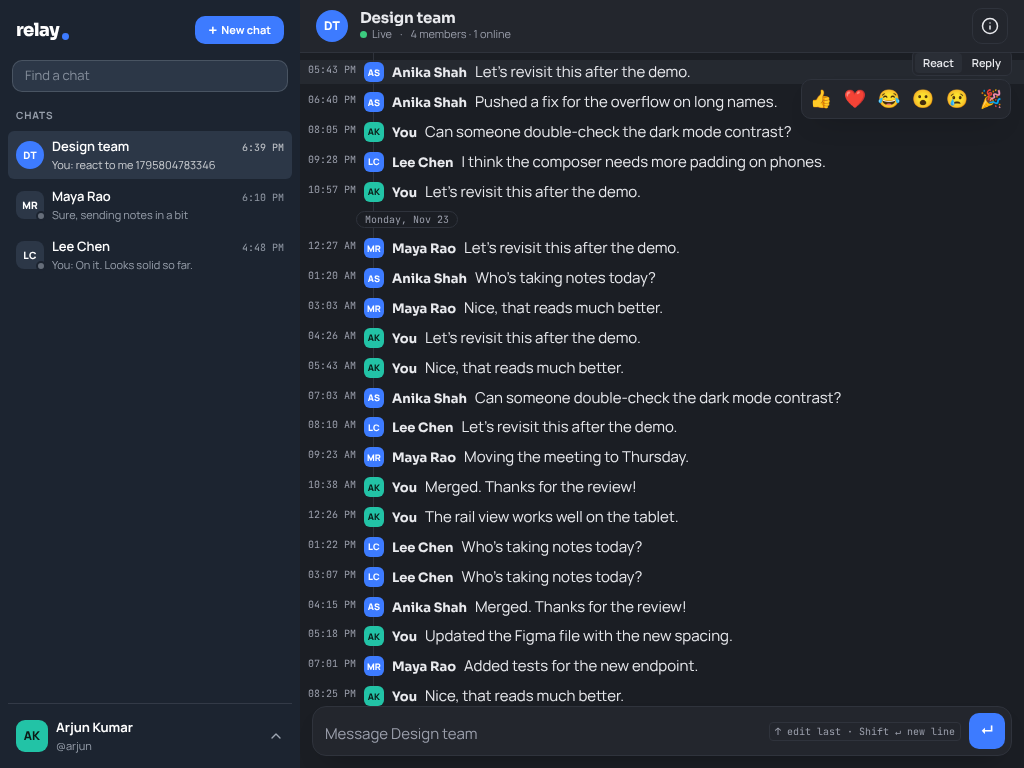 relay.
+ New chat
Find a chat
CHATS
DT Design team 6:39 PM
You: react to me 1795804783346
MR Maya Rao 6:10 PM
Sure, sending notes in a bit
LC Lee Chen 4:48 PM
You: On it. Looks solid so far.
AK Arjun Kumar
@arjun
DT Design team
Live · 4 members · 1 online
React Reply
👍 ❤️ 😂 😮 😢 🎉
05:43 PM AS Anika Shah Let's revisit this after the demo.
06:40 PM AS Anika Shah Pushed a fix for the overflow on long names.
08:05 PM AK You Can someone double-check the dark mode contrast?
09:28 PM LC Lee Chen I think the composer needs more padding on phones.
10:57 PM AK You Let's revisit this after the demo.
Monday, Nov 23
12:27 AM MR Maya Rao Let's revisit this after the demo.
01:20 AM AS Anika Shah Who's taking notes today?
03:03 AM MR Maya Rao Nice, that reads much better.
04:26 AM AK You Let's revisit this after the demo.
05:43 AM AK You Nice, that reads much better.
07:03 AM AS Anika Shah Can someone double-check the dark mode contrast?
08:10 AM LC Lee Chen Let's revisit this after the demo.
09:23 AM MR Maya Rao Moving the meeting to Thursday.
10:38 AM AK You Merged. Thanks for the review!
12:26 PM AK You The rail view works well on the tablet.
01:22 PM LC Lee Chen Who's taking notes today?
03:07 PM LC Lee Chen Who's taking notes today?
04:15 PM AS Anika Shah Merged. Thanks for the review!
05:18 PM AK You Updated the Figma file with the new spacing.
07:01 PM MR Maya Rao Added tests for the new endpoint.
08:25 PM AK You Nice, that reads much better.
Message Design team
↑ edit last · Shift ↵ new line